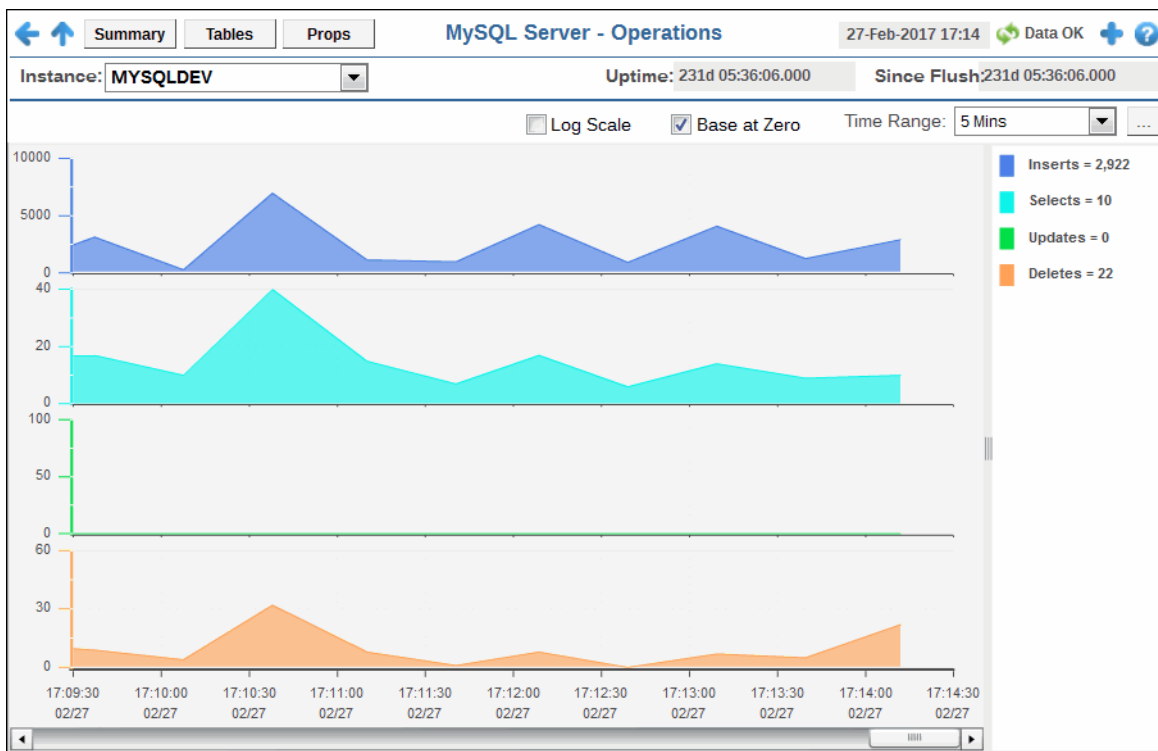 Summary Tables Props MySQL Server - Operations 27-Feb-2017 17:14 Data OK
Instance: MYSQLDEV Uptime: 231d 05:36:06.000 Since Flush: 231d 05:36:06.000
Log Scale Base at Zero Time Range: 5 Mins ...
10000
5000
0
Inserts = 2,922
Selects = 10
Updates = 0
Deletes = 22
40
20
0
100
50
0
60
30
0
17:09:30 17:10:00 17:10:30 17:11:00 17:11:30 17:12:00 17:12:30 17:13:00 17:13:30 17:14:00 17:14:30
02/27 02/27 02/27 02/27 02/27 02/27 02/27 02/27 02/27 02/27 02/27